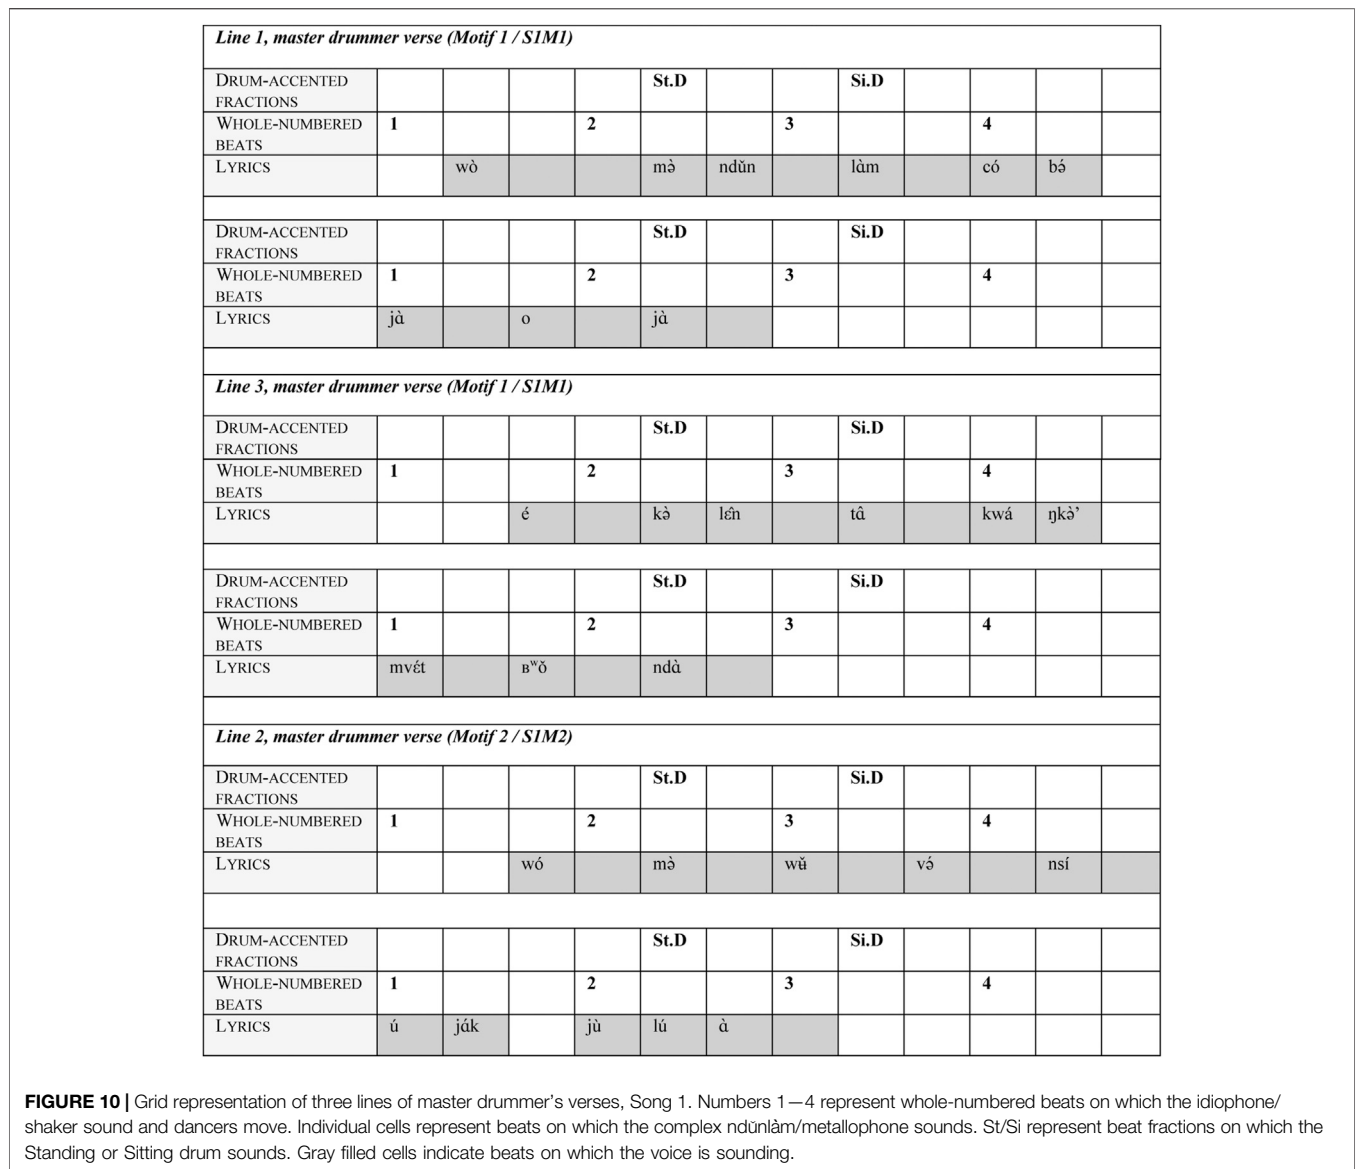 Line 1, master drummer verse (Motif 1 / S1M1)
DRUM-ACCENTED St.D Si.D
FRACTIONS
WHOLE-NUMBERED 1 2 3 4
BEATS
LYRICS wò mə̀ ndŭn làm có bə́
DRUM-ACCENTED St.D Si.D
FRACTIONS
WHOLE-NUMBERED 1 2 3 4
BEATS
LYRICS jɑ̀ o jɑ̀
Line 3, master drummer verse (Motif 1 / S1M1)
DRUM-ACCENTED St.D Si.D
FRACTIONS
WHOLE-NUMBERED 1 2 3 4
BEATS
LYRICS é kə̀ lɛ̂n tɑ̂ kwá ŋkə̀’
DRUM-ACCENTED St.D Si.D
FRACTIONS
WHOLE-NUMBERED 1 2 3 4
BEATS
LYRICS mvɛ́t ʙʷǒ ndɑ̀
Line 2, master drummer verse (Motif 2 / S1M2)
DRUM-ACCENTED St.D Si.D
FRACTIONS
WHOLE-NUMBERED 1 2 3 4
BEATS
LYRICS wó mə̀ wʉ̌ və́ nsí
DRUM-ACCENTED St.D Si.D
FRACTIONS
WHOLE-NUMBERED 1 2 3 4
BEATS
LYRICS ú jɑ́k jù lú ɑ̀
FIGURE 10 | Grid representation of three lines of master drummer’s verses, Song 1. Numbers 1—4 represent whole-numbered beats on which the idiophone/
shaker sound and dancers move. Individual cells represent beats on which the complex ndŭnlàm/metallophone sounds. St/Si represent beat fractions on which the
Standing or Sitting drum sounds. Gray filled cells indicate beats on which the voice is sounding.